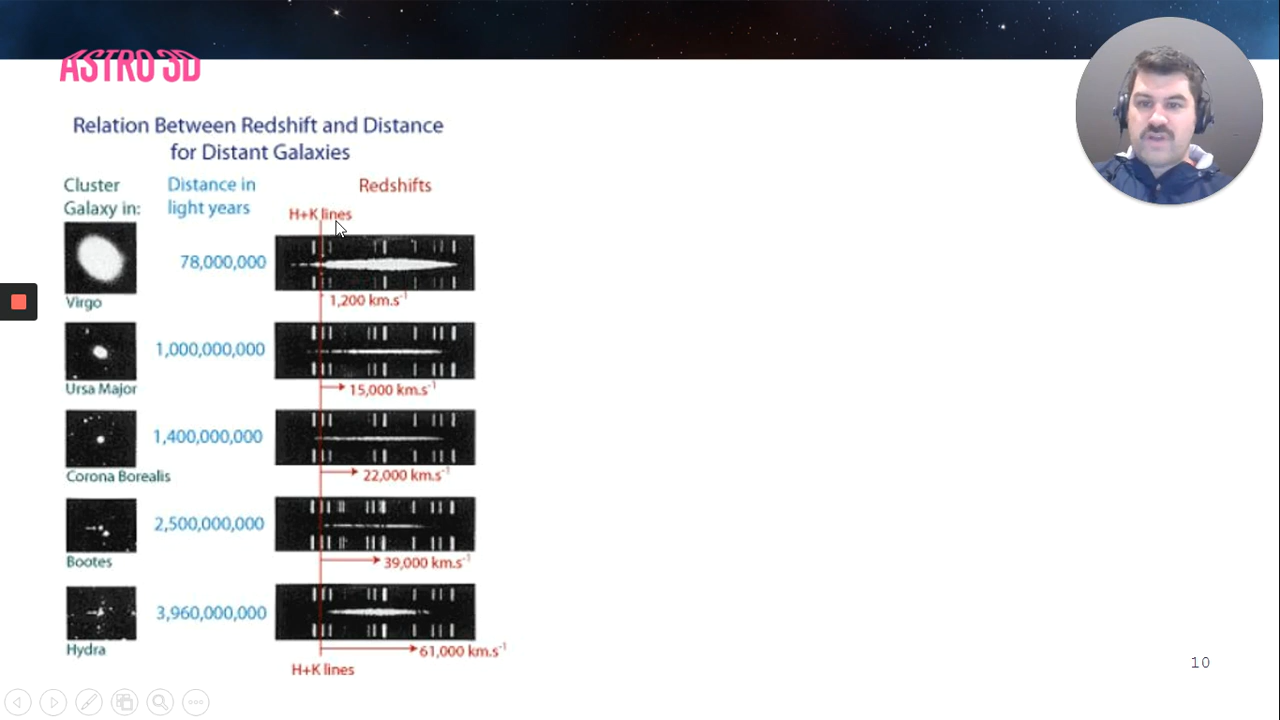 ASTRO 3D
Relation Between Redshift and Distance
for Distant Galaxies
Cluster
Galaxy in:
Distance in
light years
Redshifts
H+K lines
78,000,000
Virgo
1,200 km.s⁻¹
1,000,000,000
Ursa Major
15,000 km.s⁻¹
1,400,000,000
Corona Borealis
22,000 km.s⁻¹
2,500,000,000
Bootes
39,000 km.s⁻¹
3,960,000,000
Hydra
61,000 km.s⁻¹
H+K lines
10